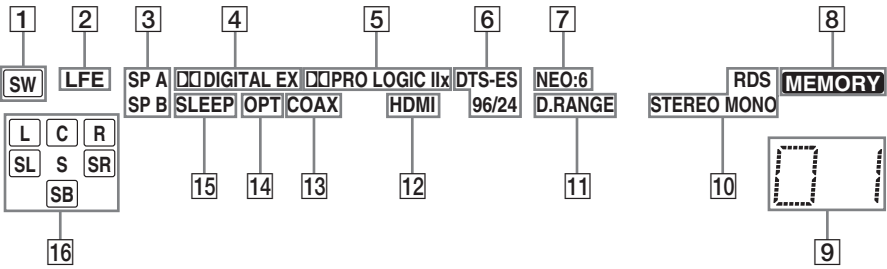 1 2 3 4 5 6 7 8
SW LFE SP A DIGITAL EX PRO LOGIC IIx DTS-ES NEO:6 RDS MEMORY
SP B SLEEP OPT COAX HDMI 96/24 D.RANGE STEREO MONO
L C R
SL S SR
SB
01
16 15 14 13 12 11 10 9